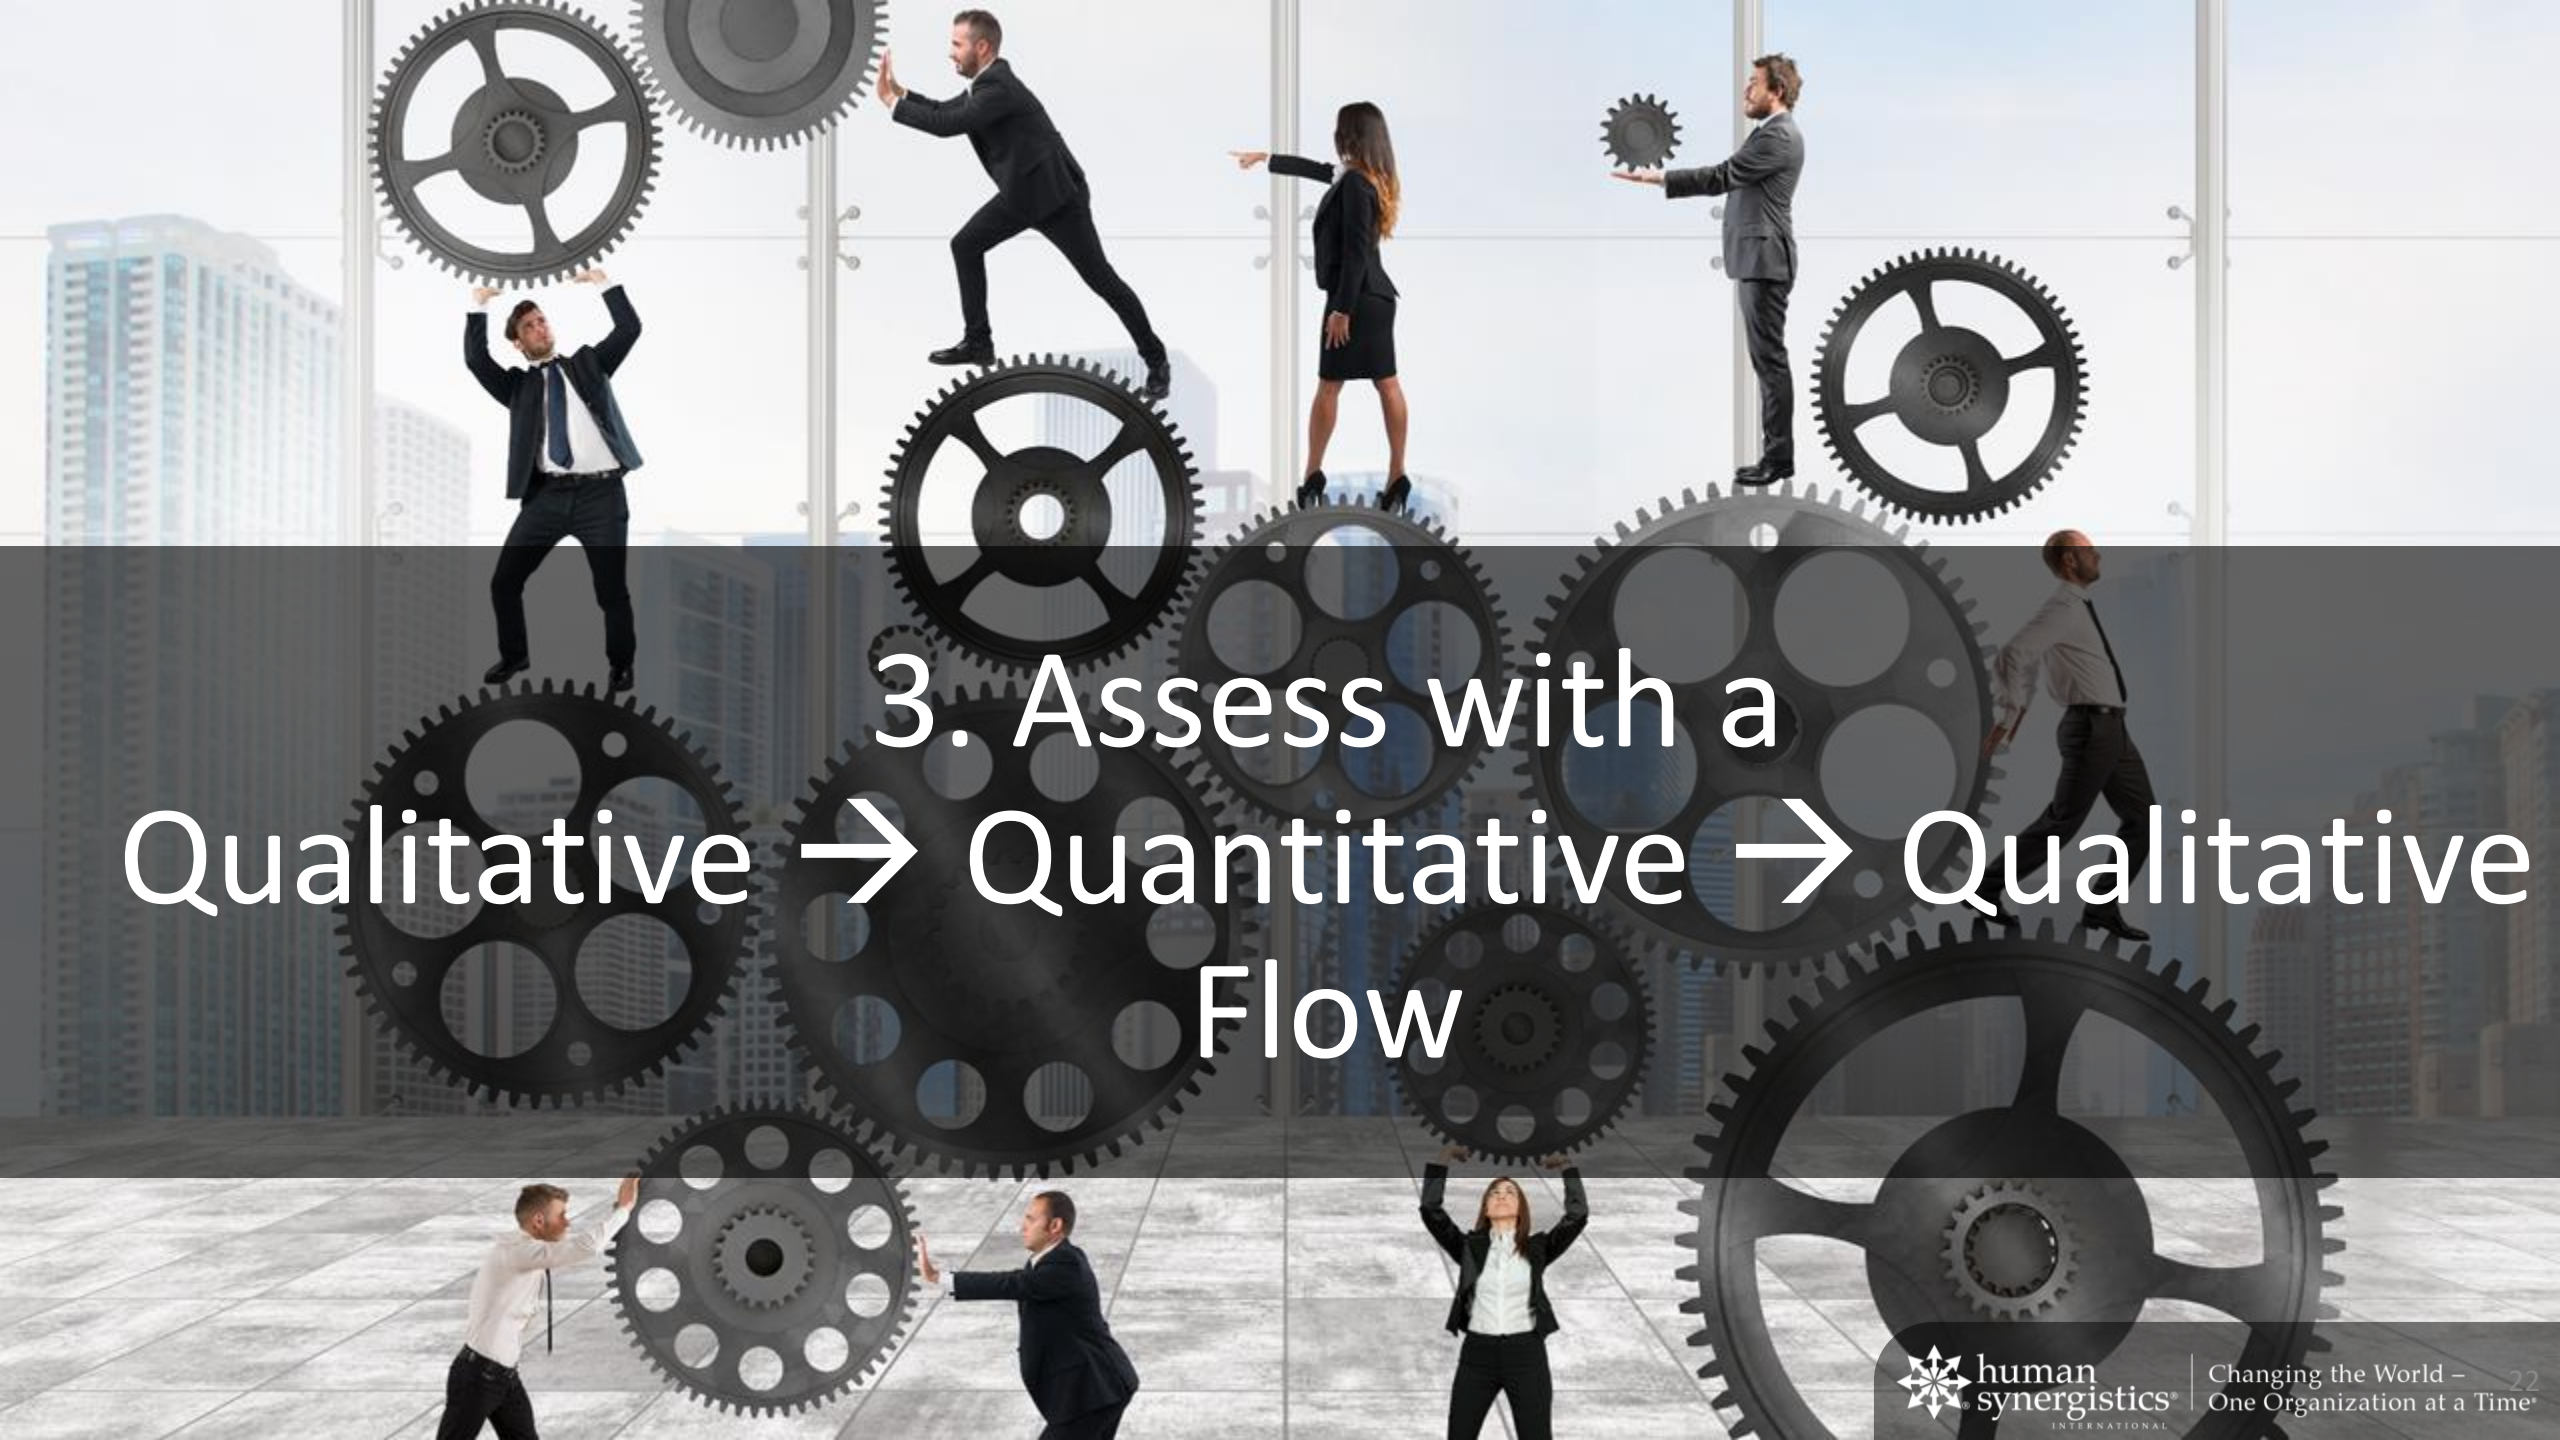 3. Assess with a
Qualitative → Quantitative → Qualitative
Flow
human
synergistics®
INTERNATIONAL
Changing the World –
One Organization at a Time®
22